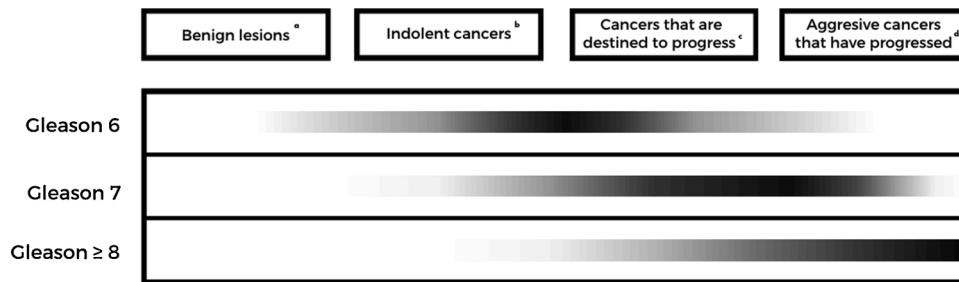 Benign lesions a
Indolent cancers b
Cancers that are
destined to progress c
Aggresive cancers
that have progressed d
Gleason 6
Gleason 7
Gleason ≥ 8